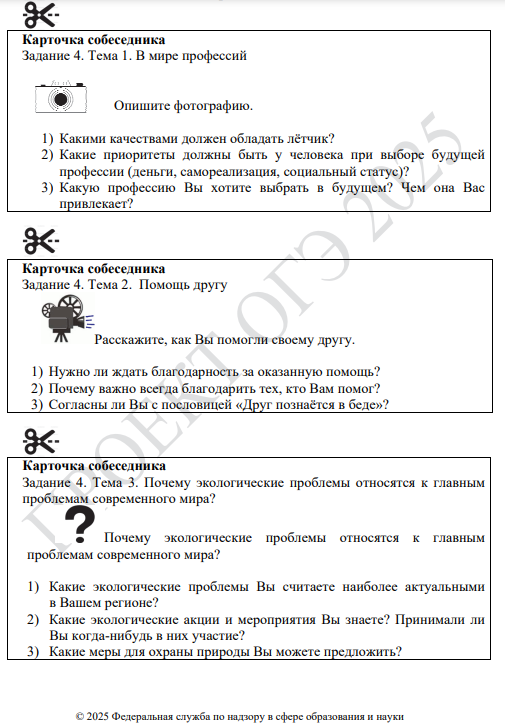 Карточка собеседника
Задание 4. Тема 1. В мире профессий
Опишите фотографию.
1) Какими качествами должен обладать лётчик?
2) Какие приоритеты должны быть у человека при выборе будущей
профессии (деньги, самореализация, социальный статус)?
3) Какую профессию Вы хотите выбрать в будущем? Чем она Вас
привлекает?
Карточка собеседника
Задание 4. Тема 2. Помощь другу
Расскажите, как Вы помогли своему другу.
1) Нужно ли ждать благодарность за оказанную помощь?
2) Почему важно всегда благодарить тех, кто Вам помог?
3) Согласны ли Вы с пословицей «Друг познаётся в беде»?
Карточка собеседника
Задание 4. Тема 3. Почему экологические проблемы относятся к главным
проблемам современного мира?
? Почему экологические проблемы относятся к главным
проблемам современного мира?
1) Какие экологические проблемы Вы считаете наиболее актуальными
в Вашем регионе?
2) Какие экологические акции и мероприятия Вы знаете? Принимали ли
Вы когда-нибудь в них участие?
3) Какие меры для охраны природы Вы можете предложить?
ПРОЕКТ ОГЭ 2025
© 2025 Федеральная служба по надзору в сфере образования и науки